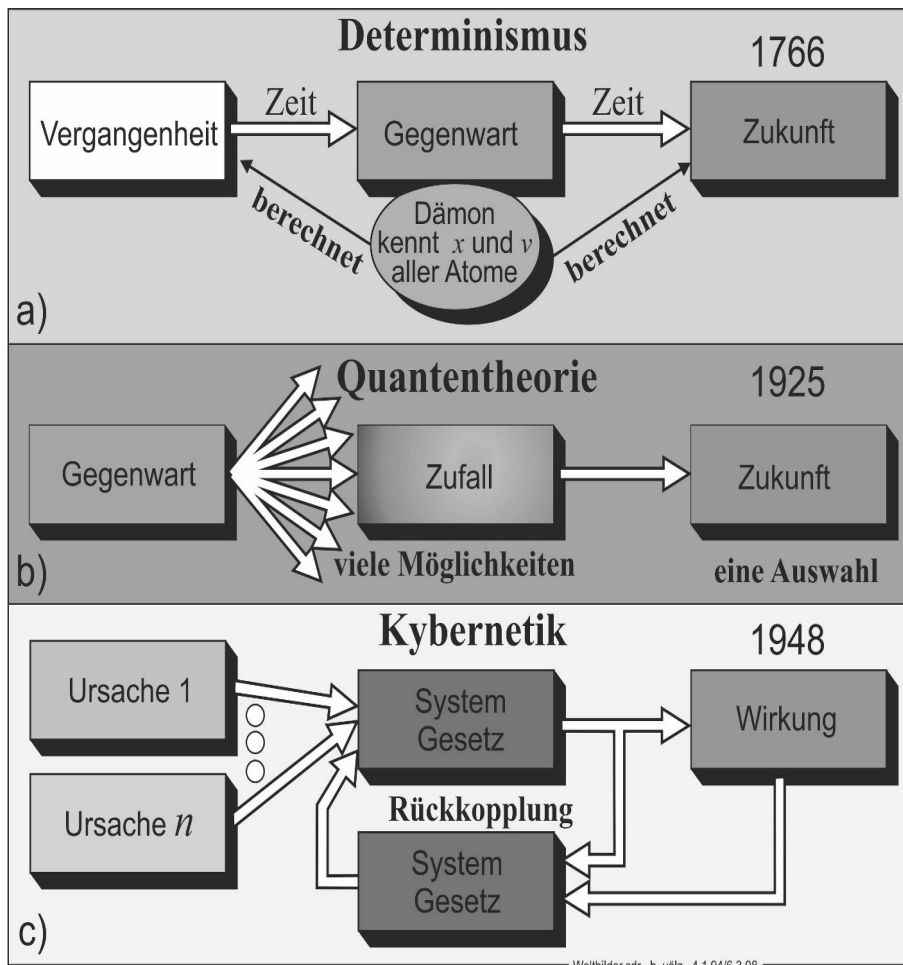 Determinismus
1766
Vergangenheit
Zeit
Gegenwart
Zeit
Zukunft
berechnet
Dämon
kennt x und v
aller Atome
berechnet
a)
Quantentheorie
1925
Gegenwart
Zufall
Zukunft
viele Möglichkeiten
eine Auswahl
b)
Kybernetik
1948
Ursache 1
System
Gesetz
Wirkung
Ursache n
Rückkopplung
System
Gesetz
c)